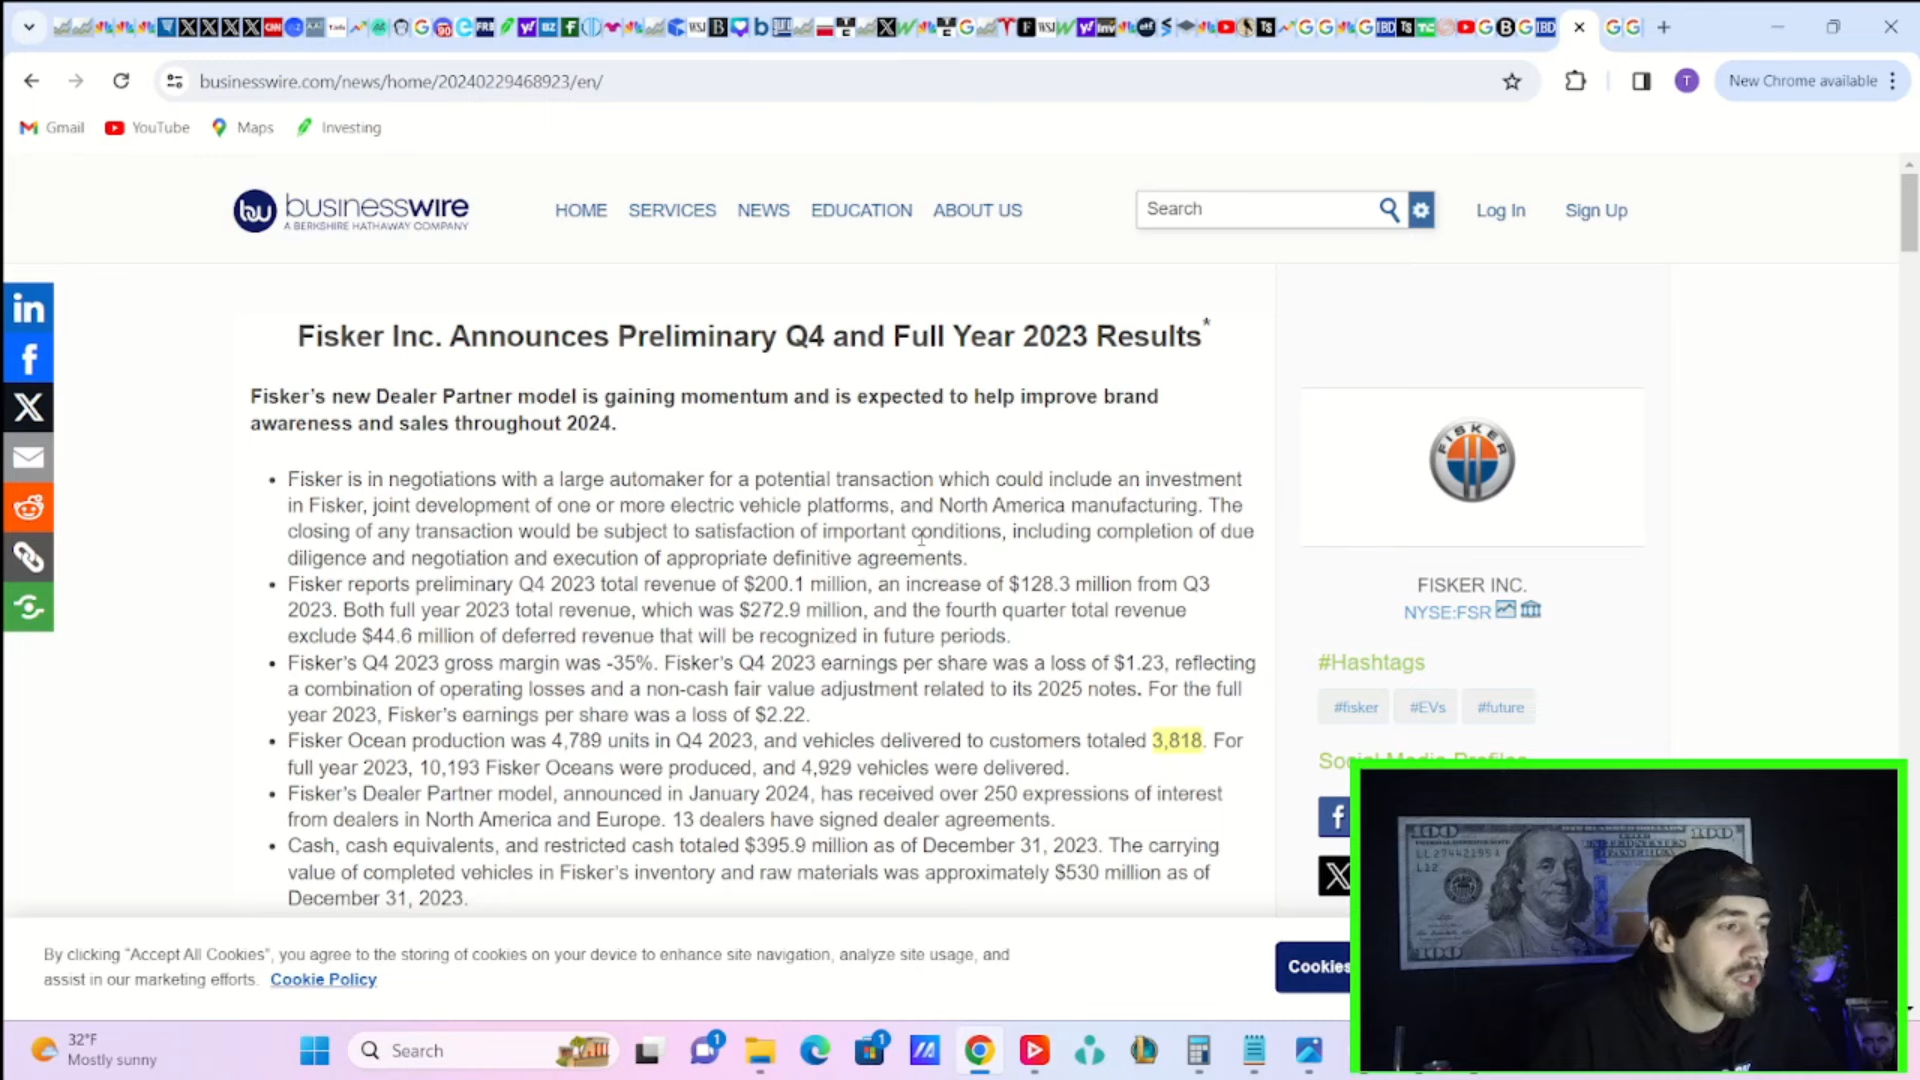 businesswire.com/news/home/20240229468923/en/
New Chrome available
Gmail
YouTube
Maps
Investing
businesswire
A BERKSHIRE HATHAWAY COMPANY
HOME SERVICES NEWS EDUCATION ABOUT US
Search
Log In
Sign Up
Fisker Inc. Announces Preliminary Q4 and Full Year 2023 Results*
Fisker's new Dealer Partner model is gaining momentum and is expected to help improve brand
awareness and sales throughout 2024.
• Fisker is in negotiations with a large automaker for a potential transaction which could include an investment
in Fisker, joint development of one or more electric vehicle platforms, and North America manufacturing. The
closing of any transaction would be subject to satisfaction of important conditions, including completion of due
diligence and negotiation and execution of appropriate definitive agreements.
• Fisker reports preliminary Q4 2023 total revenue of $200.1 million, an increase of $128.3 million from Q3
2023. Both full year 2023 total revenue, which was $272.9 million, and the fourth quarter total revenue
exclude $44.6 million of deferred revenue that will be recognized in future periods.
• Fisker's Q4 2023 gross margin was -35%. Fisker's Q4 2023 earnings per share was a loss of $1.23, reflecting
a combination of operating losses and a non-cash fair value adjustment related to its 2025 notes. For the full
year 2023, Fisker's earnings per share was a loss of $2.22.
• Fisker Ocean production was 4,789 units in Q4 2023, and vehicles delivered to customers totaled 3,818. For
full year 2023, 10,193 Fisker Oceans were produced, and 4,929 vehicles were delivered.
• Fisker's Dealer Partner model, announced in January 2024, has received over 250 expressions of interest
from dealers in North America and Europe. 13 dealers have signed dealer agreements.
• Cash, cash equivalents, and restricted cash totaled $395.9 million as of December 31, 2023. The carrying
value of completed vehicles in Fisker's inventory and raw materials was approximately $530 million as of
December 31, 2023.
FISKER
FISKER INC.
NYSE:FSR
#Hashtags
#fisker
#EVs
#future
Social Media Profiles
By clicking "Accept All Cookies", you agree to the storing of cookies on your device to enhance site navigation, analyze site usage, and
assist in our marketing efforts. Cookie Policy
Cookies
100
100
LL27442195A
L12
100
32°F
Mostly sunny
Search
1
1